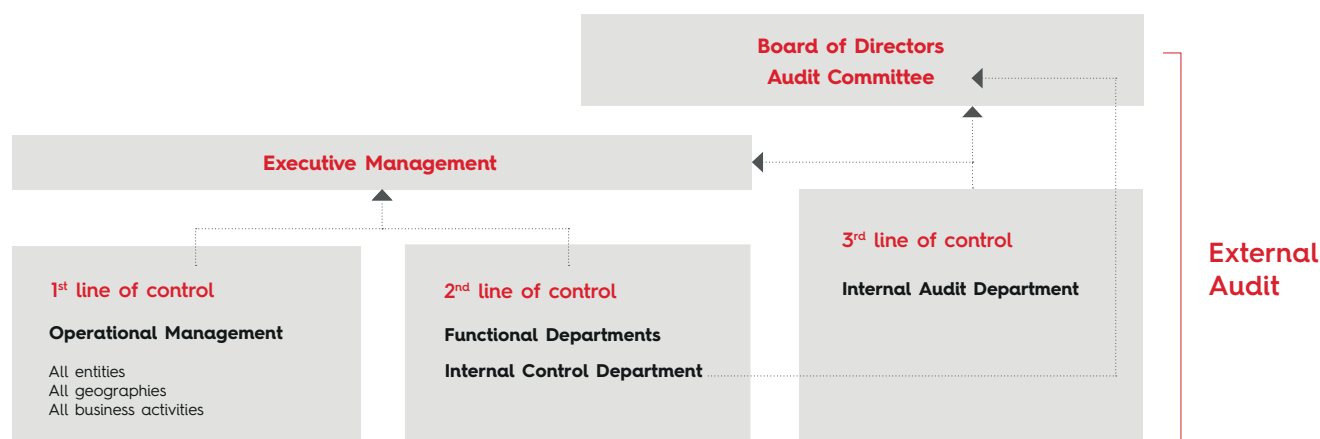 Board of Directors
Audit Committee
Executive Management
1st line of control
Operational Management
All entities
All geographies
All business activities
2nd line of control
Functional Departments
Internal Control Department
3rd line of control
Internal Audit Department
External
Audit